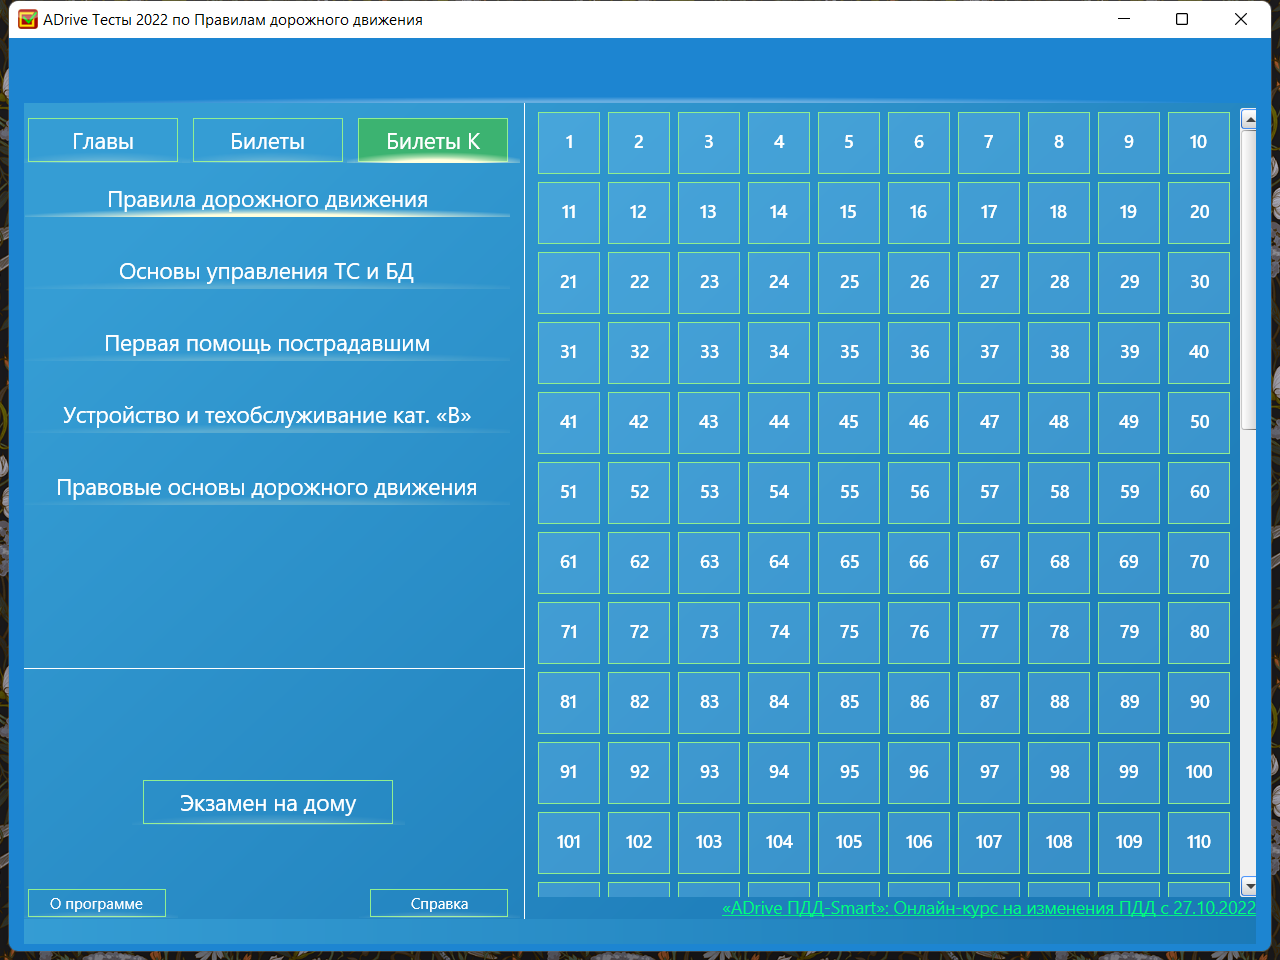 ADrive Тесты 2022 по Правилам дорожного движения
Главы Билеты Билеты К
Правила дорожного движения
Основы управления ТС и БД
Первая помощь пострадавшим
Устройство и техобслуживание кат. «В»
Правовые основы дорожного движения
Экзамен на дому
О программе Справка
1 2 3 4 5 6 7 8 9 10
11 12 13 14 15 16 17 18 19 20
21 22 23 24 25 26 27 28 29 30
31 32 33 34 35 36 37 38 39 40
41 42 43 44 45 46 47 48 49 50
51 52 53 54 55 56 57 58 59 60
61 62 63 64 65 66 67 68 69 70
71 72 73 74 75 76 77 78 79 80
81 82 83 84 85 86 87 88 89 90
91 92 93 94 95 96 97 98 99 100
101 102 103 104 105 106 107 108 109 110
«ADrive ПДД-Smart»: Онлайн-курс на изменения ПДД с 27.10.2022